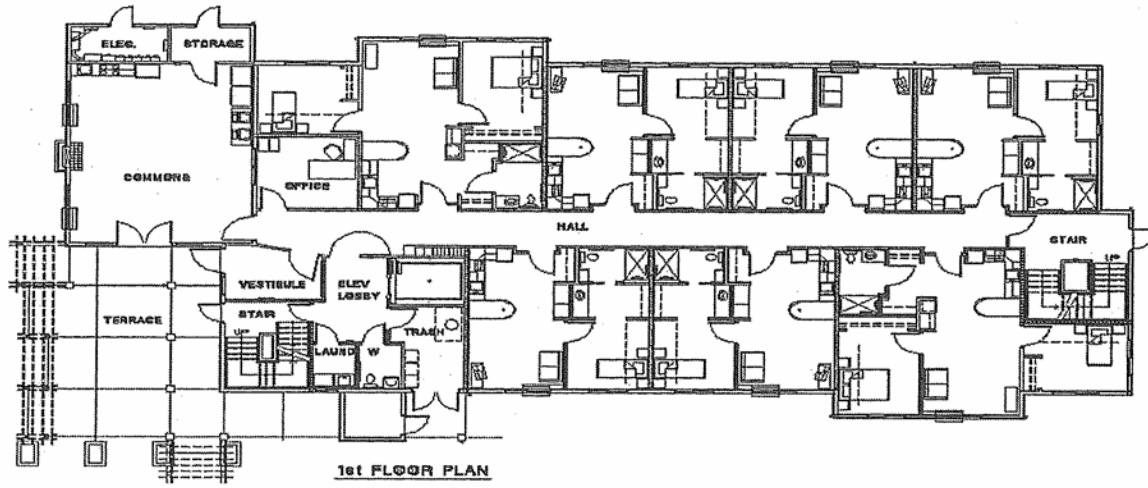 ELEC.
STORAGE
COMMONS
OFFICE
HALL
STAIR
UP
VESTIBULE
ELEV
LOBBY
TERRACE
STAIR
UP
LAUND
W
TRASH
1st FLOOR PLAN